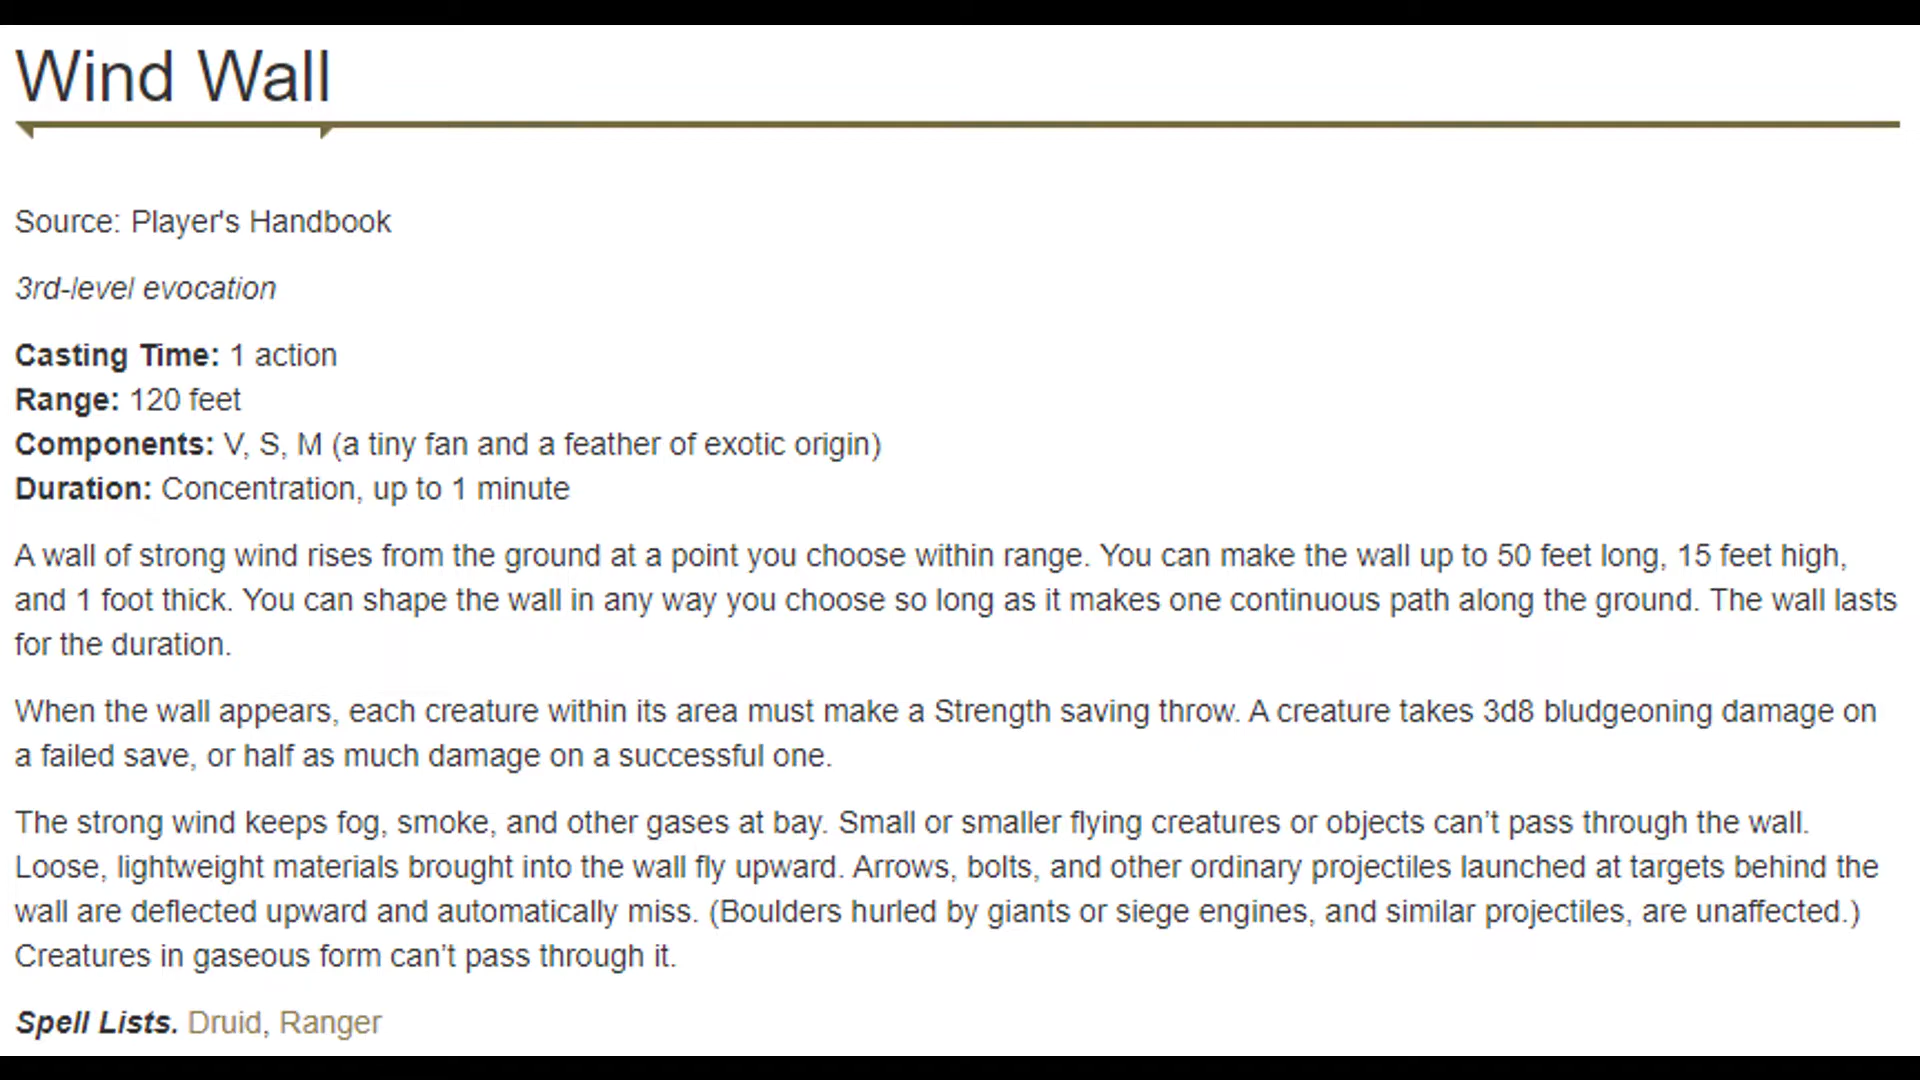 Wind Wall
Source: Player's Handbook
3rd-level evocation
Casting Time: 1 action
Range: 120 feet
Components: V, S, M (a tiny fan and a feather of exotic origin)
Duration: Concentration, up to 1 minute
A wall of strong wind rises from the ground at a point you choose within range. You can make the wall up to 50 feet long, 15 feet high,
and 1 foot thick. You can shape the wall in any way you choose so long as it makes one continuous path along the ground. The wall lasts
for the duration.
When the wall appears, each creature within its area must make a Strength saving throw. A creature takes 3d8 bludgeoning damage on
a failed save, or half as much damage on a successful one.
The strong wind keeps fog, smoke, and other gases at bay. Small or smaller flying creatures or objects can’t pass through the wall.
Loose, lightweight materials brought into the wall fly upward. Arrows, bolts, and other ordinary projectiles launched at targets behind the
wall are deflected upward and automatically miss. (Boulders hurled by giants or siege engines, and similar projectiles, are unaffected.)
Creatures in gaseous form can’t pass through it.
Spell Lists. Druid, Ranger